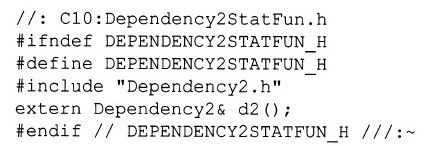 //: C10:Dependency2StatFun.h
#ifndef DEPENDENCY2STATFUN_H
#define DEPENDENCY2STATFUN_H
#include "Dependency2.h"
extern Dependency2& d2();
#endif // DEPENDENCY2STATFUN_H ///:~